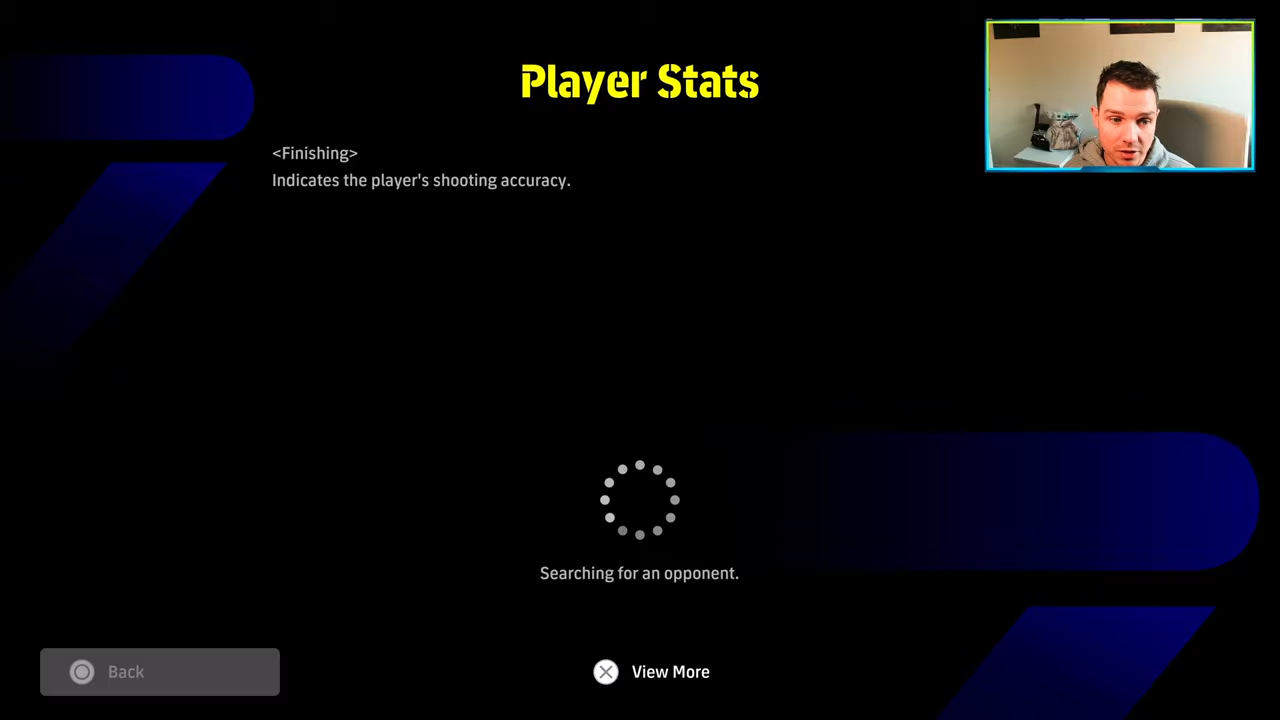 Player Stats
<Finishing>
Indicates the player's shooting accuracy.
Searching for an opponent.
Back
View More